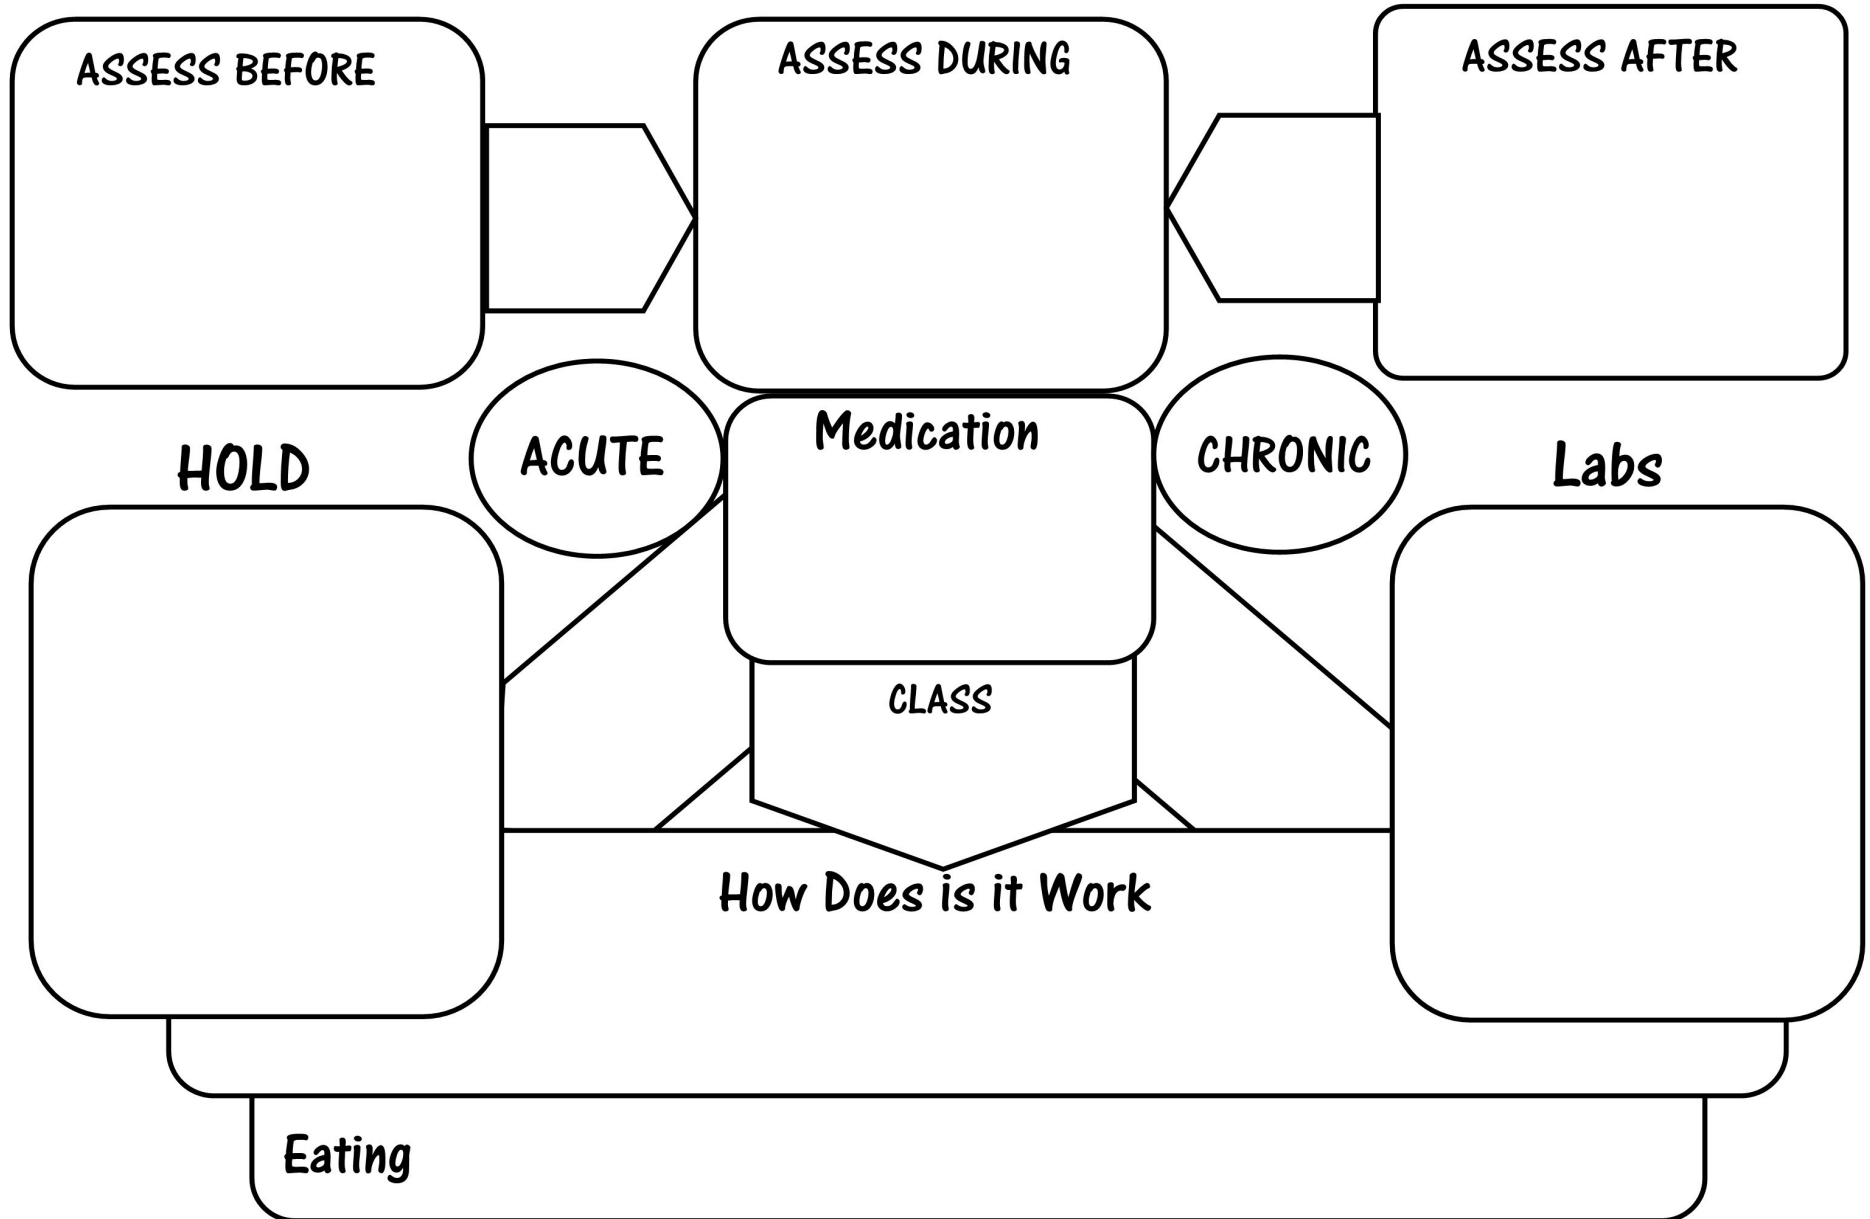 ASSESS BEFORE
ASSESS DURING
ASSESS AFTER
HOLD
ACUTE
Medication
CHRONIC
Labs
CLASS
How Does is it Work
Eating